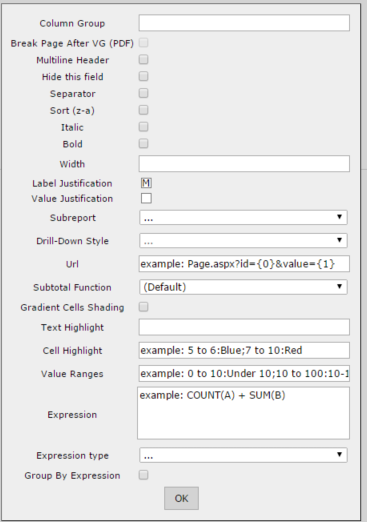 Column Group
Break Page After VG (PDF)
Multiline Header
Hide this field
Separator
Sort (z-a)
Italic
Bold
Width
Label Justification M
Value Justification
Subreport ...
Drill-Down Style ...
Url example: Page.aspx?id={0}&value={1}
Subtotal Function (Default)
Gradient Cells Shading
Text Highlight
Cell Highlight example: 5 to 6:Blue;7 to 10:Red
Value Ranges example: 0 to 10:Under 10;10 to 100:10-1
Expression example: COUNT(A) + SUM(B)
Expression type ...
Group By Expression
OK